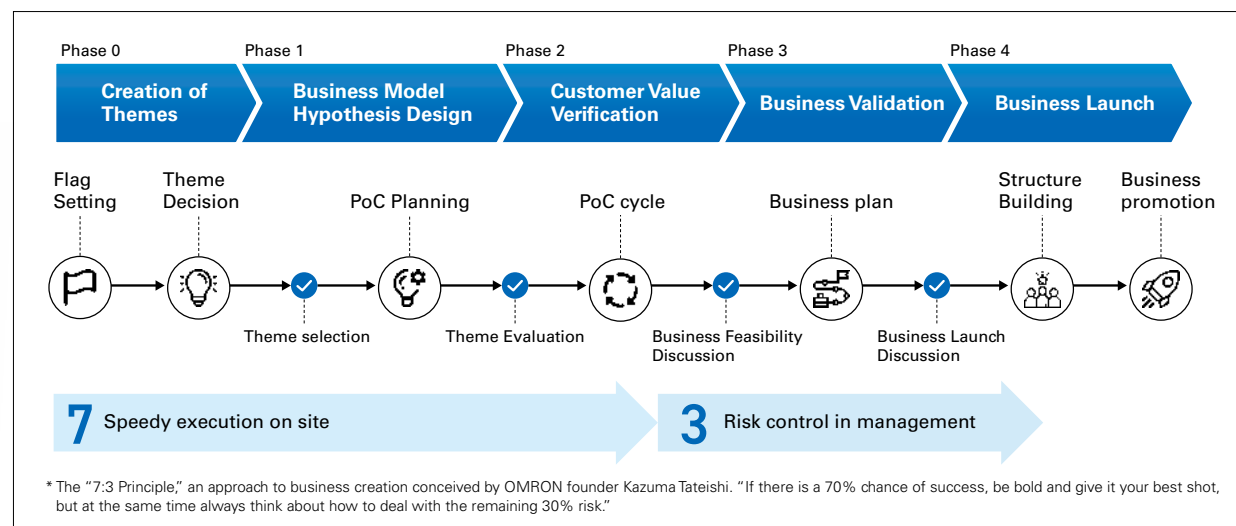 Phase 0
Phase 1
Phase 2
Phase 3
Phase 4
Creation of
Themes
Business Model
Hypothesis Design
Customer Value
Verification
Business Validation
Business Launch
Flag
Setting
Theme
Decision
PoC Planning
PoC cycle
Business plan
Structure
Building
Business
promotion
Theme selection
Theme Evaluation
Business Feasibility
Discussion
Business Launch
Discussion
7 Speedy execution on site
3 Risk control in management
* The “7:3 Principle,” an approach to business creation conceived by OMRON founder Kazuma Tateishi. “If there is a 70% chance of success, be bold and give it your best shot,
but at the same time always think about how to deal with the remaining 30% risk.”